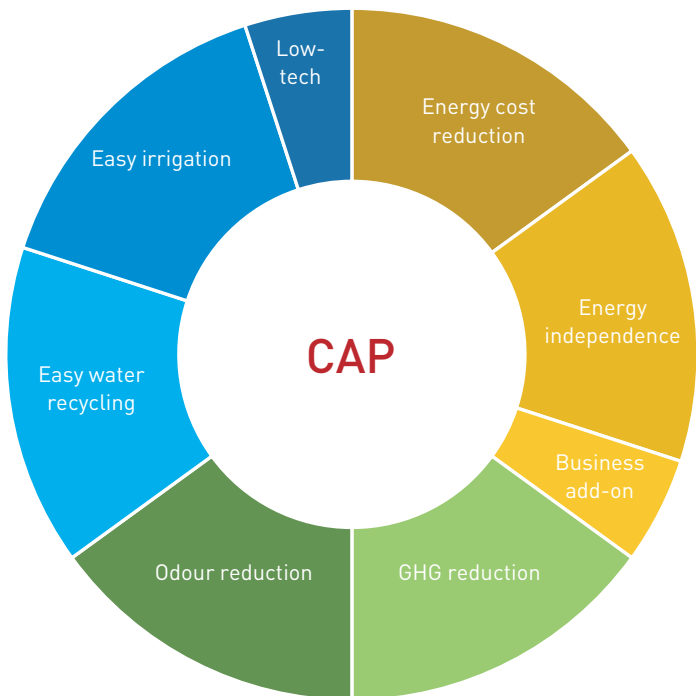 Low-
tech
Energy cost
reduction
Easy irrigation
Energy
independence
CAP
Easy water
recycling
Business
add-on
Odour reduction
GHG reduction